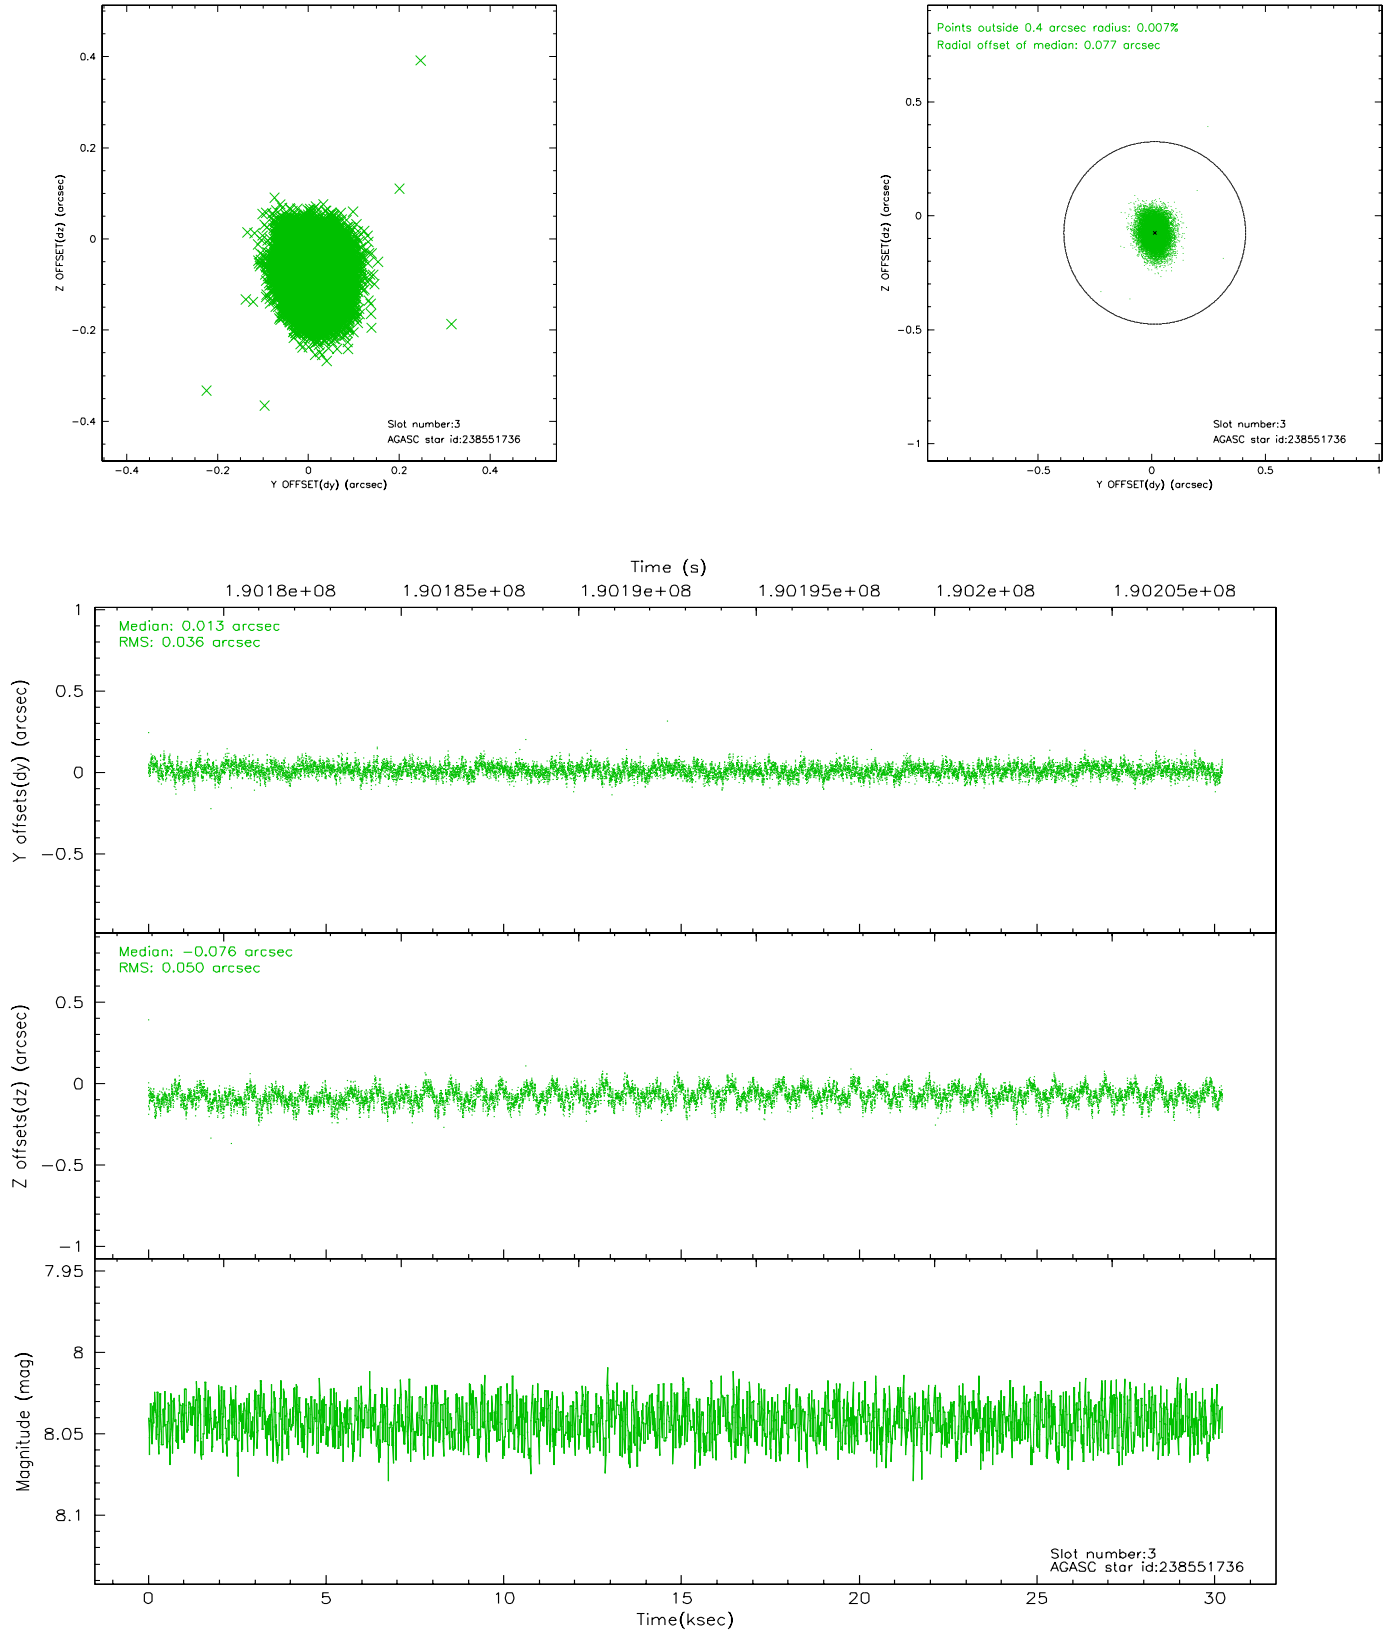 0.4
0.2
0
-0.2
-0.4
Z OFFSET(dz) (arcsec)
Slot number:3
AGASC star id:238551736
-0.4 -0.2 0 0.2 0.4
Y OFFSET(dy) (arcsec)
Points outside 0.4 arcsec radius: 0.007%
Radial offset of median: 0.077 arcsec
0.5
0
-0.5
-1
Z OFFSET(dz) (arcsec)
Slot number:3
AGASC star id:238551736
-0.5 0 0.5 1
Y OFFSET(dy) (arcsec)
Time (s)
1.9018e+08 1.90185e+08 1.9019e+08 1.90195e+08 1.902e+08 1.90205e+08
Median: 0.013 arcsec
RMS: 0.036 arcsec
1
0.5
0
-0.5
Y offsets(dy) (arcsec)
Median: -0.076 arcsec
RMS: 0.050 arcsec
0.5
0
-0.5
-1
Z offsets(dz) (arcsec)
7.95
8
8.05
8.1
Magnitude (mag)
Slot number:3
AGASC star id:238551736
0 5 10 15 20 25 30
Time(ksec)